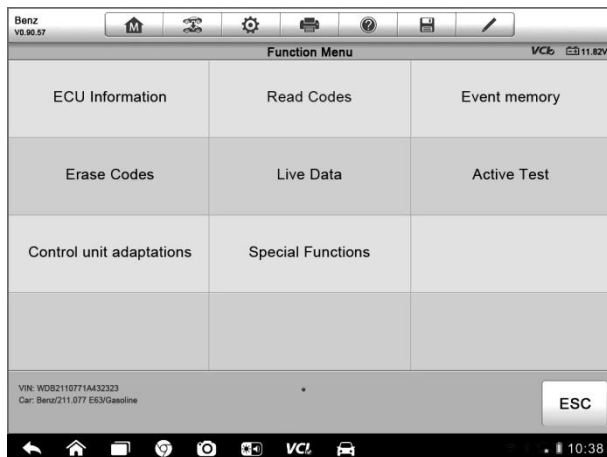 Benz
V0.90.57
M
Function Menu
VCI
11.82V
ECU Information
Read Codes
Event memory
Erase Codes
Live Data
Active Test
Control unit adaptations
Special Functions
VIN: WDB2110771A432323
Car: Benz/211.077 E63/Gasoline
ESC
VCI
10:38